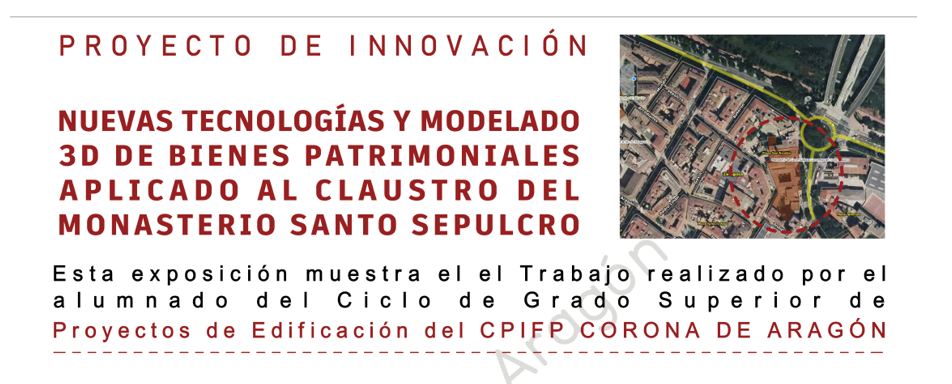 PROYECTO DE INNOVACIÓN
NUEVAS TECNOLOGÍAS Y MODELADO
3D DE BIENES PATRIMONIALES
APLICADO AL CLAUSTRO DEL
MONASTERIO SANTO SEPULCRO
Esta exposición muestra el el Trabajo realizado por el
alumnado del Ciclo de Grado Superior de
Proyectos de Edificación del CPIFP CORONA DE ARAGÓN
Aragón